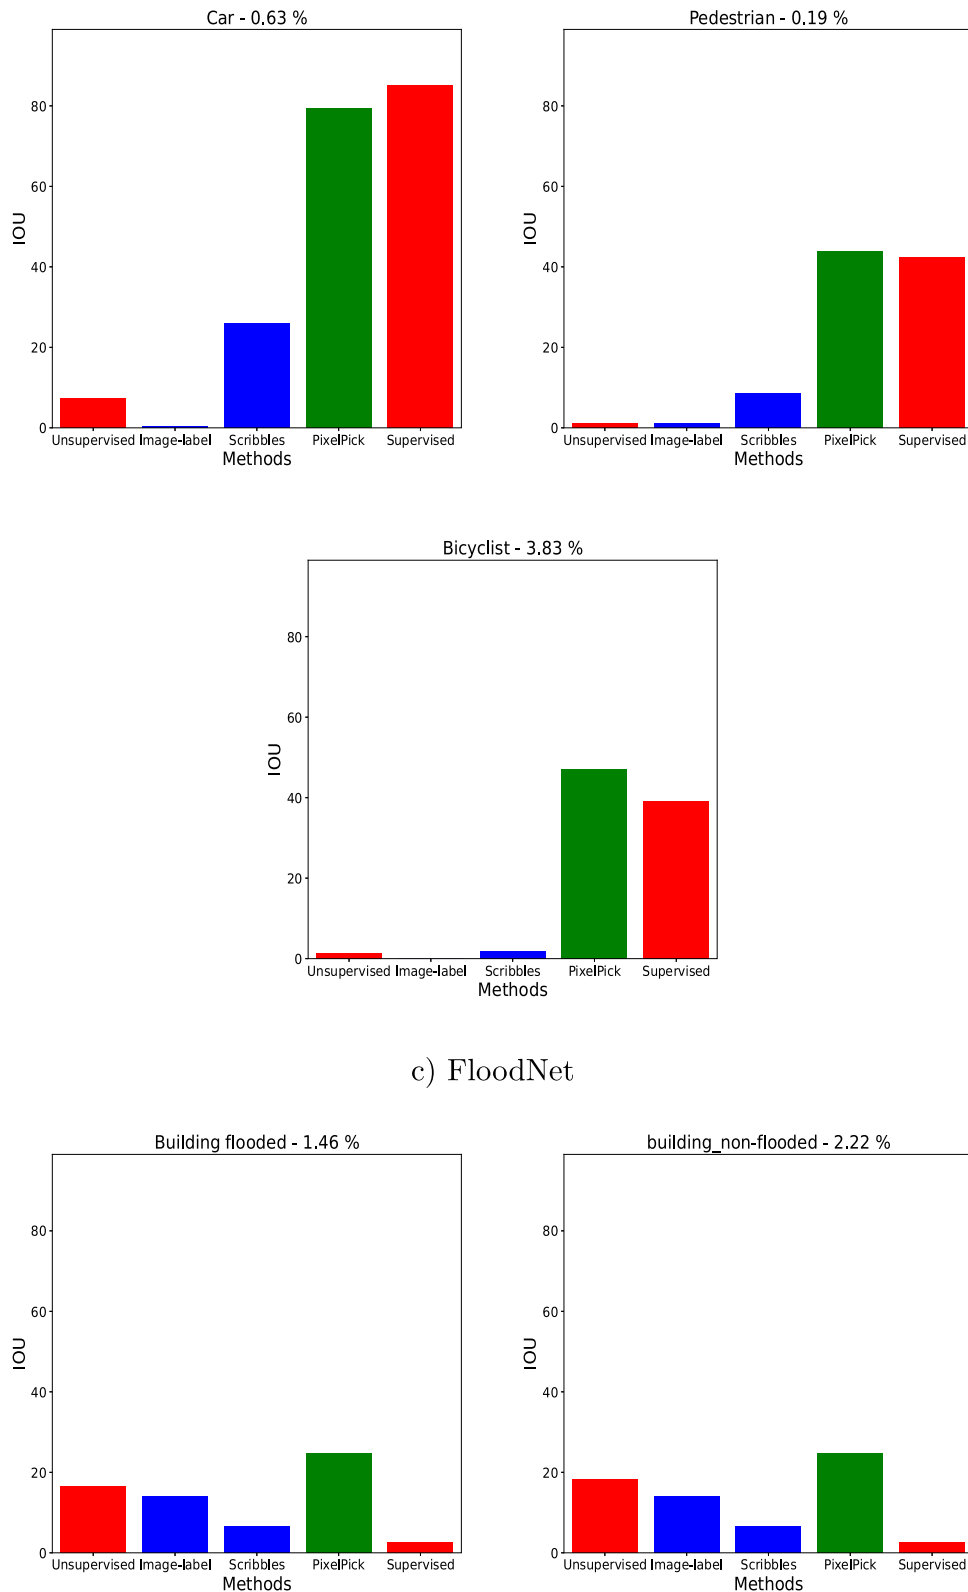 Car - 0.63 %
IOU
80
60
40
20
0
Unsupervised Image-label Scribbles PixelPick Supervised
Methods
Pedestrian - 0.19 %
IOU
80
60
40
20
0
Unsupervised Image-label Scribbles PixelPick Supervised
Methods
Bicyclist - 3.83 %
IOU
80
60
40
20
0
Unsupervised Image-label Scribbles PixelPick Supervised
Methods
c) FloodNet
Building flooded - 1.46 %
IOU
80
60
40
20
0
Unsupervised Image-label Scribbles PixelPick Supervised
Methods
building_non-flooded - 2.22 %
IOU
80
60
40
20
0
Unsupervised Image-label Scribbles PixelPick Supervised
Methods